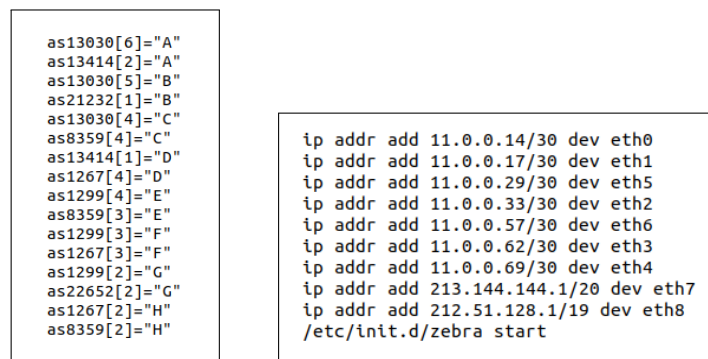 as13030[6]="A"
as13414[2]="A"
as13030[5]="B"
as21232[1]="B"
as13030[4]="C"
as8359[4]="C"
as13414[1]="D"
as1267[4]="D"
as1299[4]="E"
as8359[3]="E"
as1299[3]="F"
as1267[3]="F"
as1299[2]="G"
as22652[2]="G"
as1267[2]="H"
as8359[2]="H"
ip addr add 11.0.0.14/30 dev eth0
ip addr add 11.0.0.17/30 dev eth1
ip addr add 11.0.0.29/30 dev eth5
ip addr add 11.0.0.33/30 dev eth2
ip addr add 11.0.0.57/30 dev eth6
ip addr add 11.0.0.62/30 dev eth3
ip addr add 11.0.0.69/30 dev eth4
ip addr add 213.144.144.1/20 dev eth7
ip addr add 212.51.128.1/19 dev eth8
/etc/init.d/zebra start